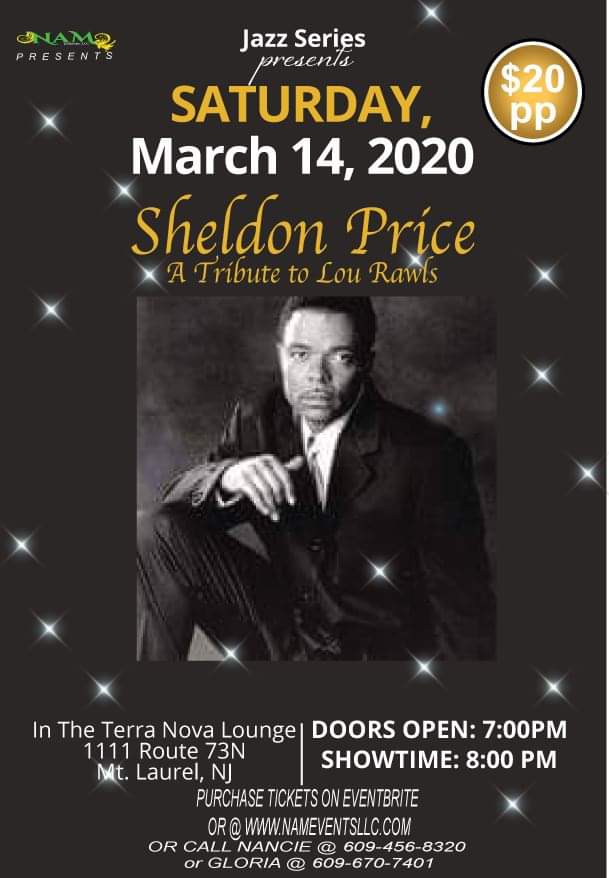 NAM
PRESENTS
Jazz Series
presents
$20
pp
SATURDAY,
March 14, 2020
Sheldon Price
A Tribute to Lou Rawls
In The Terra Nova Lounge
1111 Route 73N
Mt. Laurel, NJ
DOORS OPEN: 7:00PM
SHOWTIME: 8:00 PM
PURCHASE TICKETS ON EVENTBRITE
OR @ WWW.NAMEVENTSLLC.COM
OR CALL NANCIE @ 609-456-8320
or GLORIA @ 609-670-7401